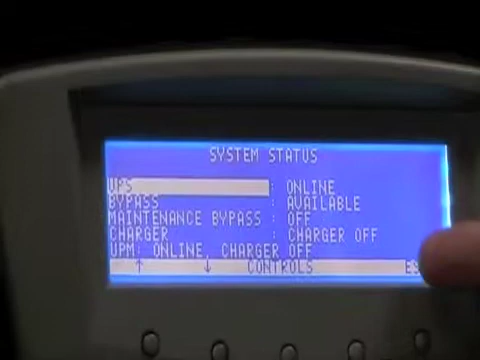 SYSTEM STATUS
UPS : ONLINE
BYPASS : AVAILABLE
MAINTENANCE BYPASS : OFF
CHARGER : CHARGER OFF
UPM: ONLINE, CHARGER OFF
↑ ↓ CONTROLS